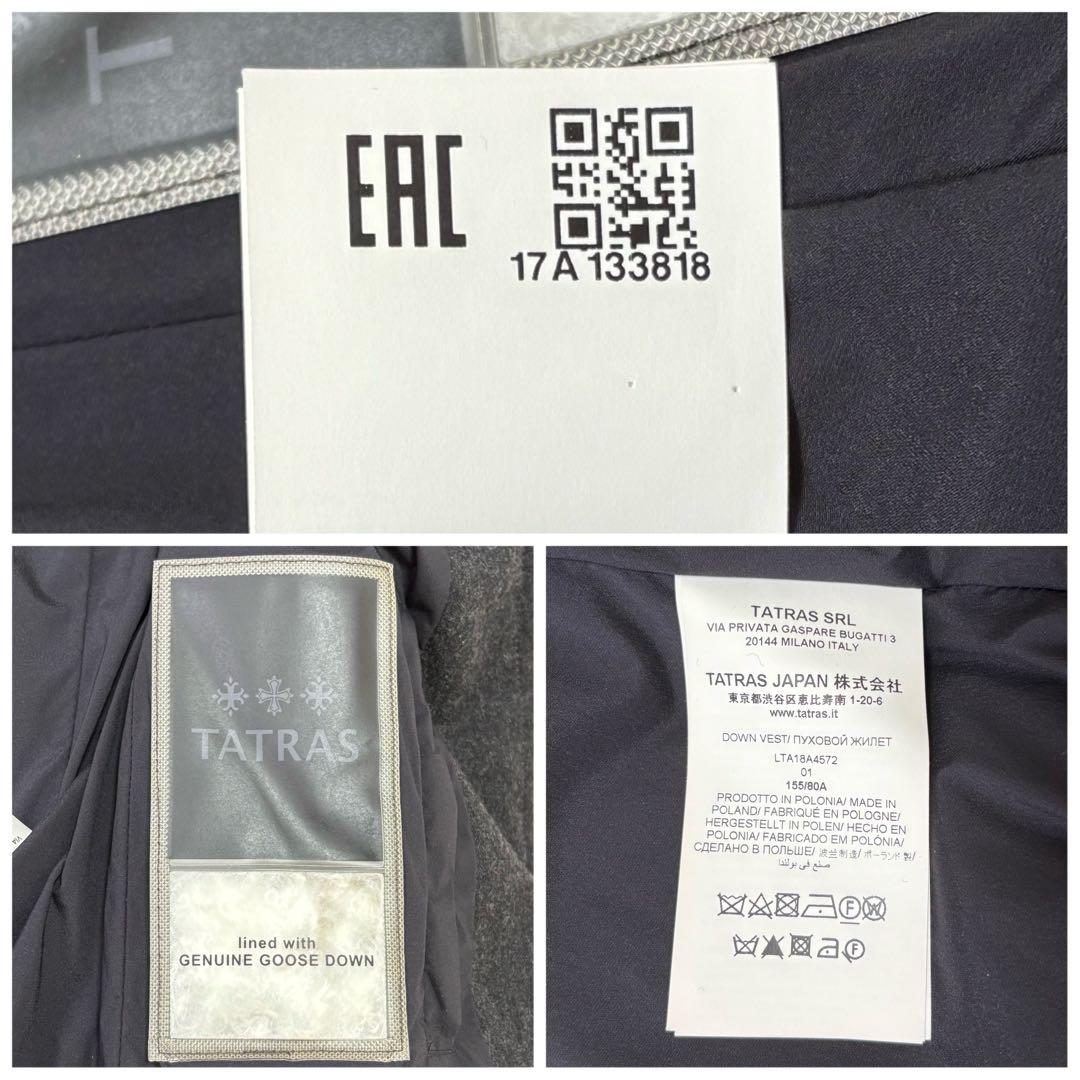 T
EAC
17A 133818
TATRAS
lined with
GENUINE GOOSE DOWN
TATRAS SRL
VIA PRIVATA GASPARE BUGATTI 3
20144 MILANO ITALY
TATRAS JAPAN 株式会社
東京都渋谷区恵比寿南 1-20-6
www.tatras.it
DOWN VEST/ ПУХОВОЙ ЖИЛЕТ
LTA18A4572
01
155/80A
PRODOTTO IN POLONIA/ MADE IN
POLAND/ FABRIQUÉ EN POLOGNE/
HERGESTELLT IN POLEN/ HECHO EN
POLONIA/ FABRICADO EM POLÓNIA/
СДЕЛАНО В ПОЛЬШЕ/ 波兰制造/ ポーランド製/
صنع في بولندا